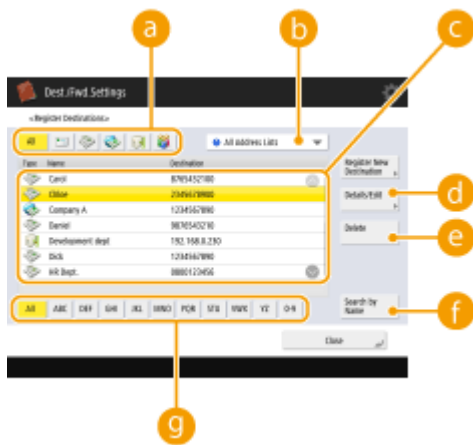 a
b
c
Dest./Fwd.Settings
<Register Destinations>
All
All Address Lists
Type Name Destination
Register New Destination
Carol 8765432100
Chloe 2345678900
d
Details/Edit
Company A 1234567890
Daniel 9876543210
e
Delete
Development dept 192.168.0.230
Dick 1234567890
HR Dept. 0800123456
f
Search by Name
All ABC DEF GHI JKL MNO PQR STU VWX YZ 0-9
Close
g